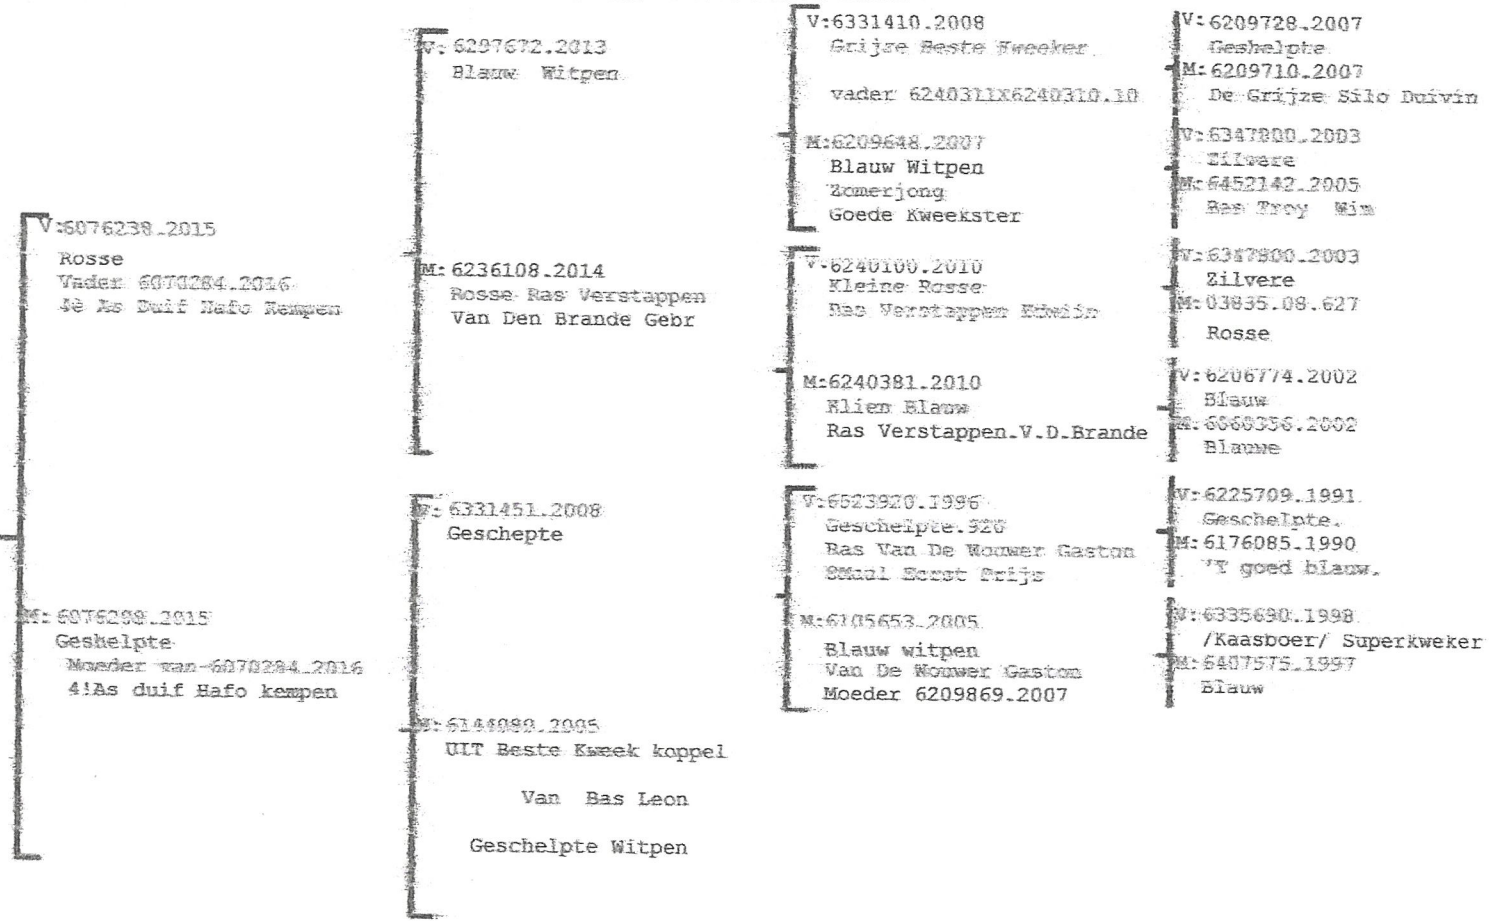 V:6076238.2015
Rosse
Vader 6070284.2016
4è As Duif Hafo Kempen
M: 6076288.2015
Geshelpte
Moeder van 6070284.2016
4!As duif Hafo kempen
V: 6297672.2013
Blauw Witpen
M: 6236108.2014
Rosse Ras Verstappen
Van Den Brande Gebr
V: 6331451.2008
Geschepte
M: 6144080.2005
UIT Beste Kweek koppel
Van Bas Leon
Geschelpte Witpen
V:6331410.2008
Grijze Beste Kweeker
vader 6240311X6240310.10
M:6209648.2007
Blauw Witpen
Zomerjong
Goede Kweekster
V:6240100.2010
Kleine Rosse
Ras Verstappen Edwijn
M:6240381.2010
Klien Blauw
Ras Verstappen.V.D.Brande
V:6523920.1996
Geschelpte.920
Ras Van De Wouwer Gaston
8Maal Eerst Prijs
M:6105653.2005
Blauw witpen
Van De Wouwer Gaston
Moeder 6209869.2007
V:6209728.2007
Geshelpte
M:6209710.2007
De Grijze Silo Duivin
V:6347800.2003
Zilvere
M:6452142.2005
Ras Troy Wim
V:6347800.2003
Zilvere
M:03835.08.627
Rosse
V:6206774.2002
Blauw
M:6060356.2002
Blauwe
V:6225709.1991
Geschelpte.
M:6176085.1990
'T goed blauw.
V:6335690.1998
/Kaasboer/ Superkweker
M:6407575.1997
Blauw